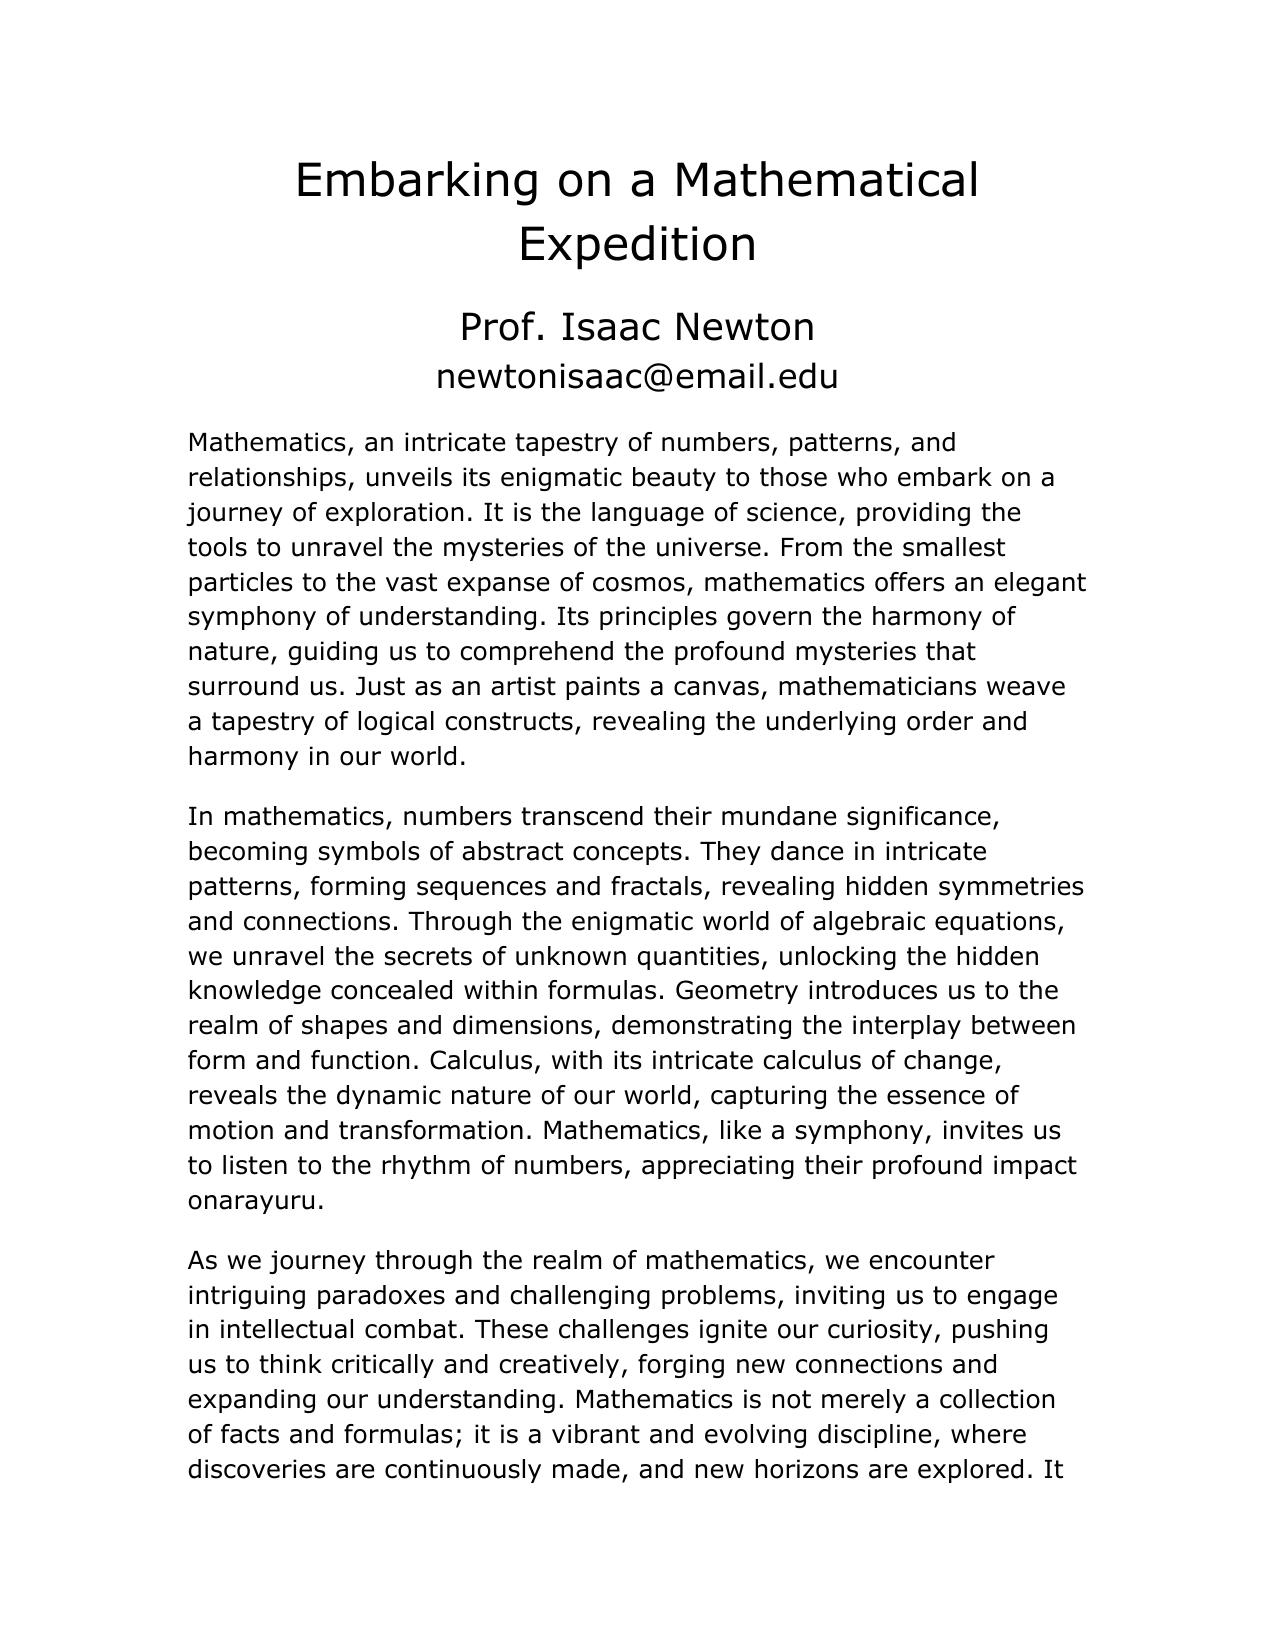 Embarking on a Mathematical
Expedition
Prof. Isaac Newton
newtonisaac@email.edu
Mathematics, an intricate tapestry of numbers, patterns, and
relationships, unveils its enigmatic beauty to those who embark on a
journey of exploration. It is the language of science, providing the
tools to unravel the mysteries of the universe. From the smallest
particles to the vast expanse of cosmos, mathematics offers an elegant
symphony of understanding. Its principles govern the harmony of
nature, guiding us to comprehend the profound mysteries that
surround us. Just as an artist paints a canvas, mathematicians weave
a tapestry of logical constructs, revealing the underlying order and
harmony in our world.
In mathematics, numbers transcend their mundane significance,
becoming symbols of abstract concepts. They dance in intricate
patterns, forming sequences and fractals, revealing hidden symmetries
and connections. Through the enigmatic world of algebraic equations,
we unravel the secrets of unknown quantities, unlocking the hidden
knowledge concealed within formulas. Geometry introduces us to the
realm of shapes and dimensions, demonstrating the interplay between
form and function. Calculus, with its intricate calculus of change,
reveals the dynamic nature of our world, capturing the essence of
motion and transformation. Mathematics, like a symphony, invites us
to listen to the rhythm of numbers, appreciating their profound impact
onarayuru.
As we journey through the realm of mathematics, we encounter
intriguing paradoxes and challenging problems, inviting us to engage
in intellectual combat. These challenges ignite our curiosity, pushing
us to think critically and creatively, forging new connections and
expanding our understanding. Mathematics is not merely a collection
of facts and formulas; it is a vibrant and evolving discipline, where
discoveries are continuously made, and new horizons are explored. It